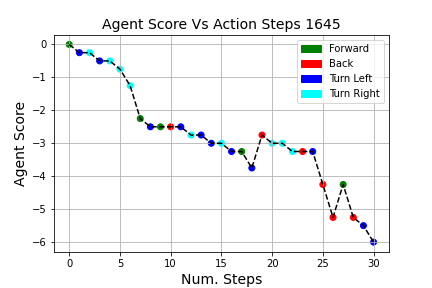 Agent Score Vs Action Steps 1645
Forward
Back
Turn Left
Turn Right
0
−1
−2
−3
−4
−5
−6
Agent Score
0 5 10 15 20 25 30
Num. Steps